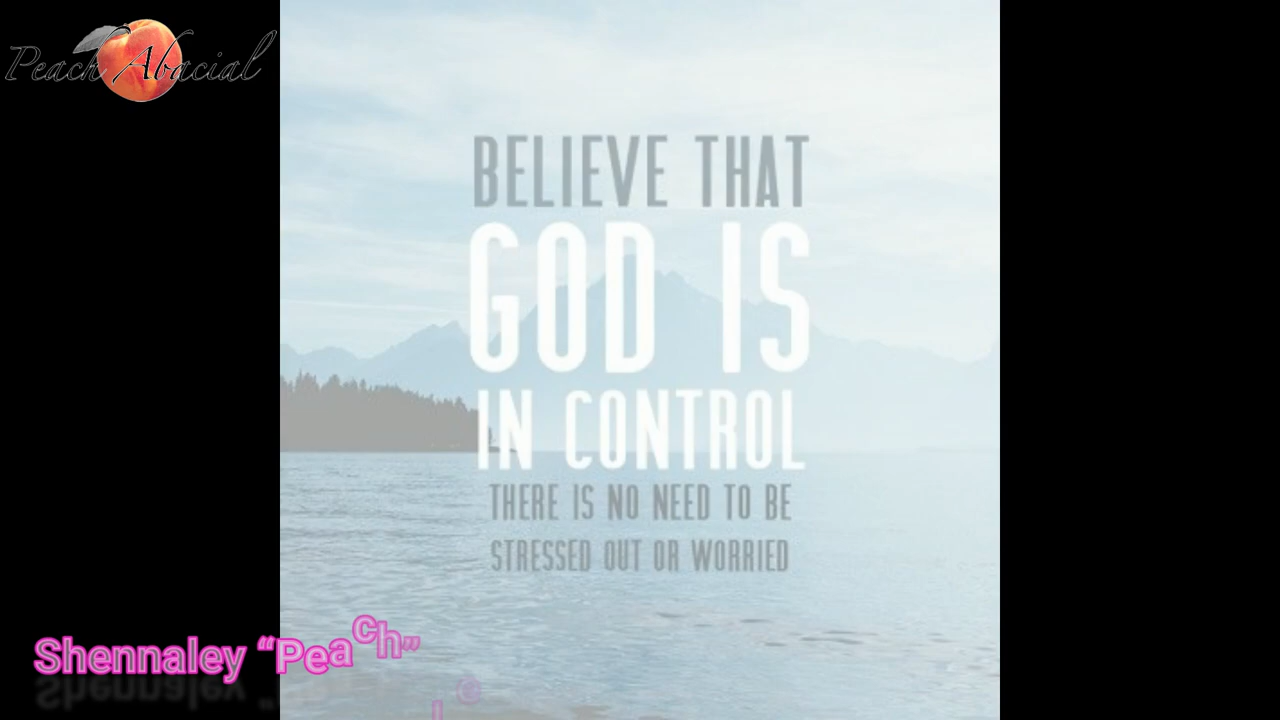 Peach Abacial
BELIEVE THAT
GOD IS
IN CONTROL
THERE IS NO NEED TO BE
STRESSED OUT OR WORRIED
Shennaley “Peach”